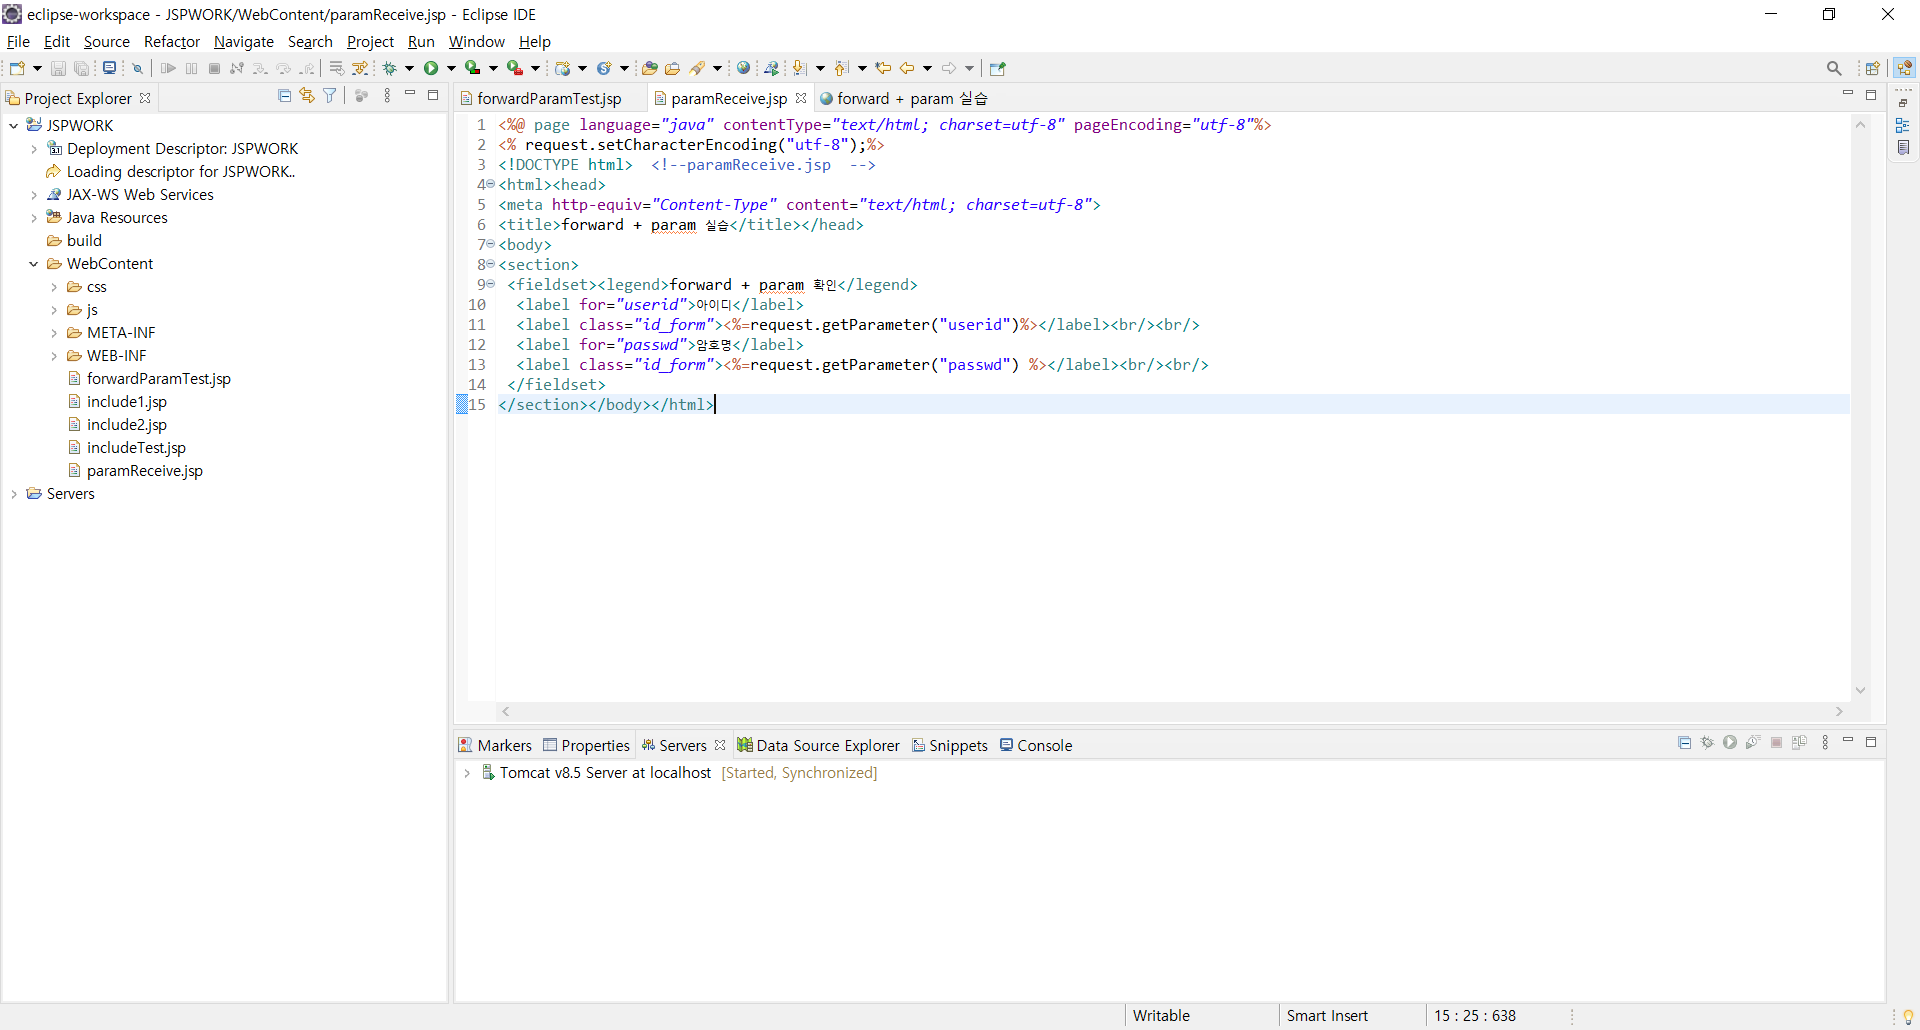 eclipse-workspace - JSPWORK/WebContent/paramReceive.jsp - Eclipse IDE
File Edit Source Refactor Navigate Search Project Run Window Help
Project Explorer
JSPWORK
Deployment Descriptor: JSPWORK
Loading descriptor for JSPWORK..
JAX-WS Web Services
Java Resources
build
WebContent
css
js
META-INF
WEB-INF
forwardParamTest.jsp
include1.jsp
include2.jsp
includeTest.jsp
paramReceive.jsp
Servers
forwardParamTest.jsp paramReceive.jsp forward + param 실습
1 <%@ page language="java" contentType="text/html; charset=utf-8" pageEncoding="utf-8"%>
2 <% request.setCharacterEncoding("utf-8");%>
3 <!DOCTYPE html>  <!--paramReceive.jsp  -->
4 <html><head>
5 <meta http-equiv="Content-Type" content="text/html; charset=utf-8">
6 <title>forward + param 실습</title></head>
7 <body>
8 <section>
9  <fieldset><legend>forward + param 확인</legend>
10   <label for="userid">아이디</label>
11   <label class="id_form"><%=request.getParameter("userid")%></label><br/><br/>
12   <label for="passwd">암호명</label>
13   <label class="id_form"><%=request.getParameter("passwd") %></label><br/><br/>
14  </fieldset>
15 </section></body></html>
Markers Properties Servers Data Source Explorer Snippets Console
Tomcat v8.5 Server at localhost [Started, Synchronized]
Writable Smart Insert 15 : 25 : 638